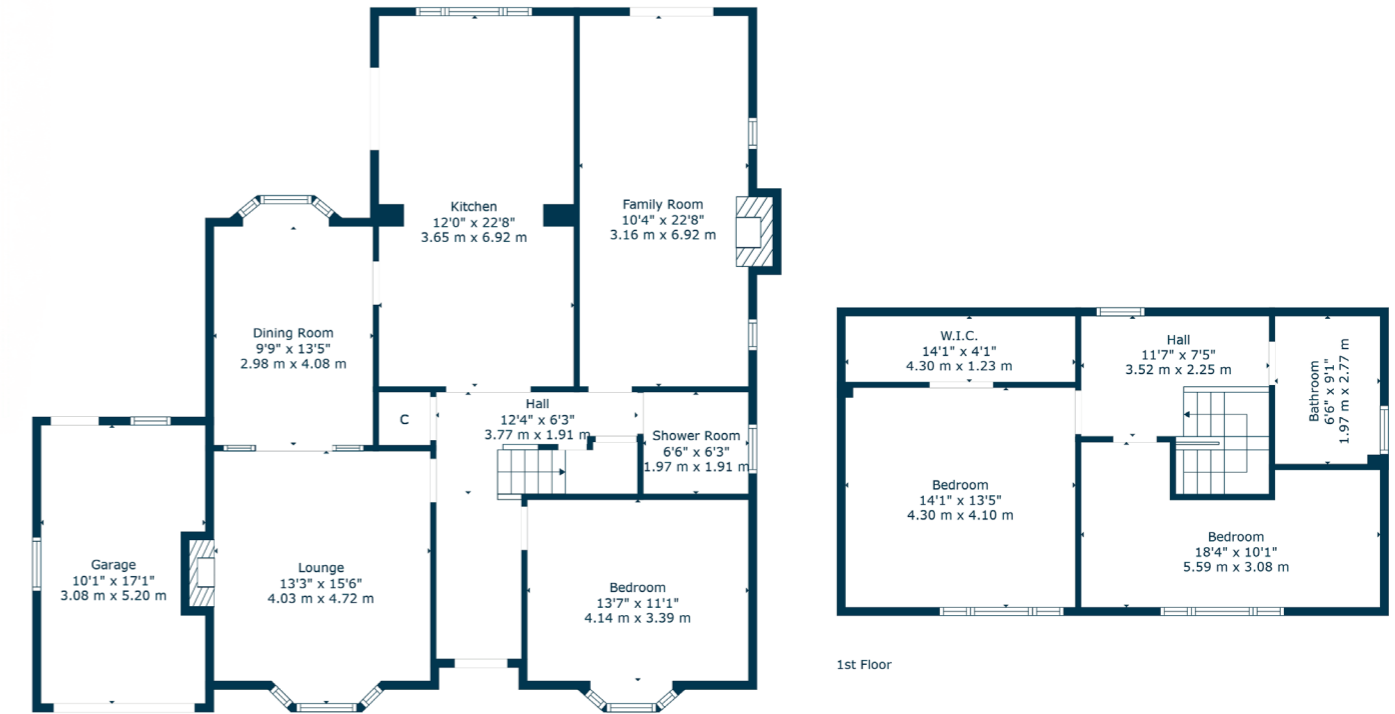 Kitchen
12'0" x 22'8"
3.65 m x 6.92 m
Family Room
10'4" x 22'8"
3.16 m x 6.92 m
Dining Room
9'9" x 13'5"
2.98 m x 4.08 m
C
Hall
12'4" x 6'3"
3.77 m x 1.91 m
Shower Room
6'6" x 6'3"
1.97 m x 1.91 m
Garage
10'1" x 17'1"
3.08 m x 5.20 m
Lounge
13'3" x 15'6"
4.03 m x 4.72 m
Bedroom
13'7" x 11'1"
4.14 m x 3.39 m
W.I.C.
14'1" x 4'1"
4.30 m x 1.23 m
Hall
11'7" x 7'5"
3.52 m x 2.25 m
Bathroom
6'6" x 9'1"
1.97 m x 2.77 m
Bedroom
14'1" x 13'5"
4.30 m x 4.10 m
Bedroom
18'4" x 10'1"
5.59 m x 3.08 m
1st Floor